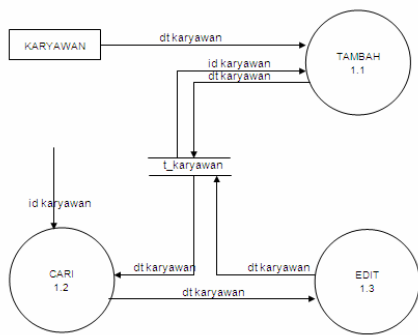 dt karyawan
KARYAWAN
TAMBAH
1.1
id karyawan
dt karyawan
t_karyawan
id karyawan
dt karyawan
dt karyawan
CARI
1.2
EDIT
1.3
dt karyawan